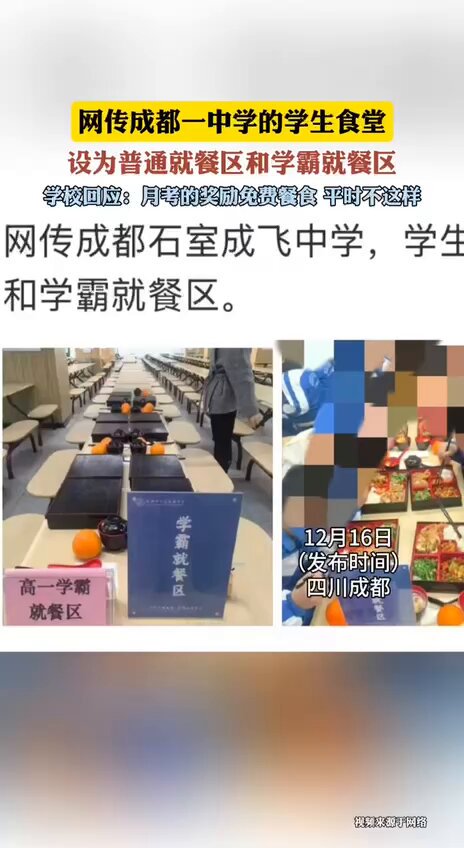 网传成都一中学的学生食堂
设为普通就餐区和学霸就餐区
学校回应：月考的奖励免费餐食 平时不这样
网传成都石室成飞中学，学生
和学霸就餐区。
学霸就餐区
高一学霸
就餐区
12月16日
（发布时间）
四川成都
视频来源于网络